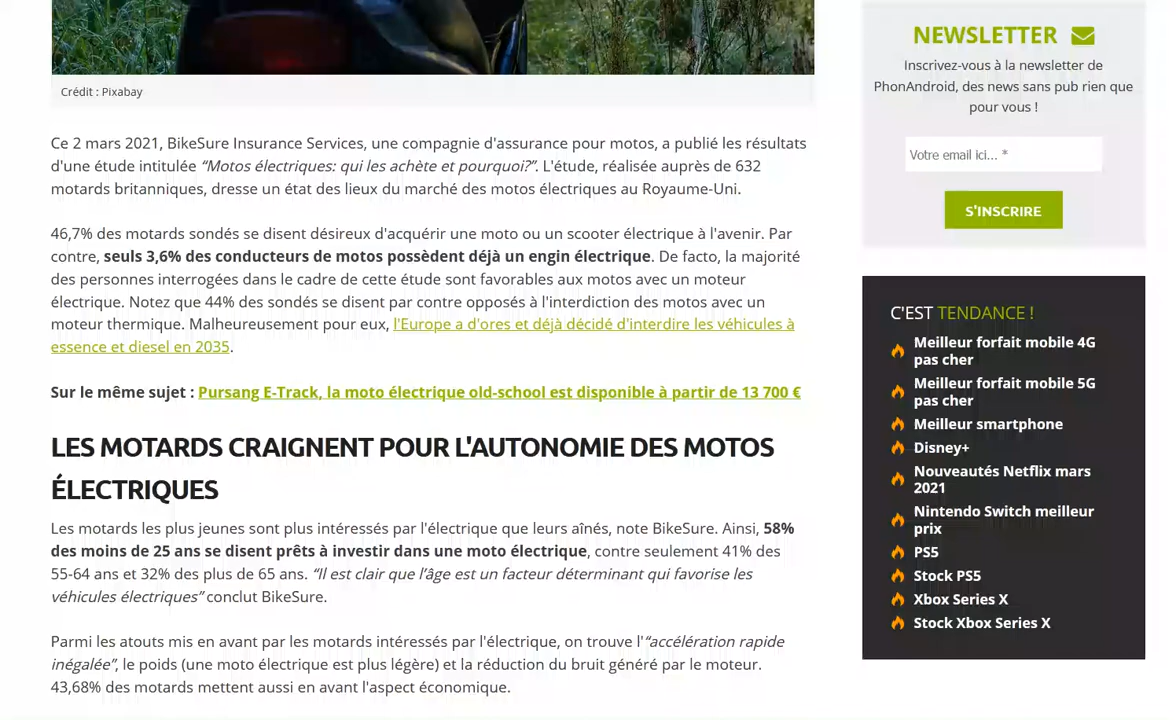 Crédit : Pixabay
Ce 2 mars 2021, BikeSure Insurance Services, une compagnie d'assurance pour motos, a publié les résultats
d'une étude intitulée “Motos électriques: qui les achète et pourquoi?”. L'étude, réalisée auprès de 632
motards britanniques, dresse un état des lieux du marché des motos électriques au Royaume-Uni.
46,7% des motards sondés se disent désireux d'acquérir une moto ou un scooter électrique à l'avenir. Par
contre, seuls 3,6% des conducteurs de motos possèdent déjà un engin électrique. De facto, la majorité
des personnes interrogées dans le cadre de cette étude sont favorables aux motos avec un moteur
électrique. Notez que 44% des sondés se disent par contre opposés à l'interdiction des motos avec un
moteur thermique. Malheureusement pour eux, l'Europe a d'ores et déjà décidé d'interdire les véhicules à
essence et diesel en 2035.
Sur le même sujet : Pursang E-Track, la moto électrique old-school est disponible à partir de 13 700 €
LES MOTARDS CRAIGNENT POUR L'AUTONOMIE DES MOTOS
ÉLECTRIQUES
Les motards les plus jeunes sont plus intéressés par l'électrique que leurs aînés, note BikeSure. Ainsi, 58%
des moins de 25 ans se disent prêts à investir dans une moto électrique, contre seulement 41% des
55-64 ans et 32% des plus de 65 ans. “Il est clair que l’âge est un facteur déterminant qui favorise les
véhicules électriques” conclut BikeSure.
Parmi les atouts mis en avant par les motards intéressés par l'électrique, on trouve l'“accélération rapide
inégalée”, le poids (une moto électrique est plus légère) et la réduction du bruit généré par le moteur.
43,68% des motards mettent aussi en avant l'aspect économique.
NEWSLETTER
Inscrivez-vous à la newsletter de
PhonAndroid, des news sans pub rien que
pour vous !
Votre email ici... *
S'INSCRIRE
C'EST TENDANCE !
Meilleur forfait mobile 4G
pas cher
Meilleur forfait mobile 5G
pas cher
Meilleur smartphone
Disney+
Nouveautés Netflix mars
2021
Nintendo Switch meilleur
prix
PS5
Stock PS5
Xbox Series X
Stock Xbox Series X